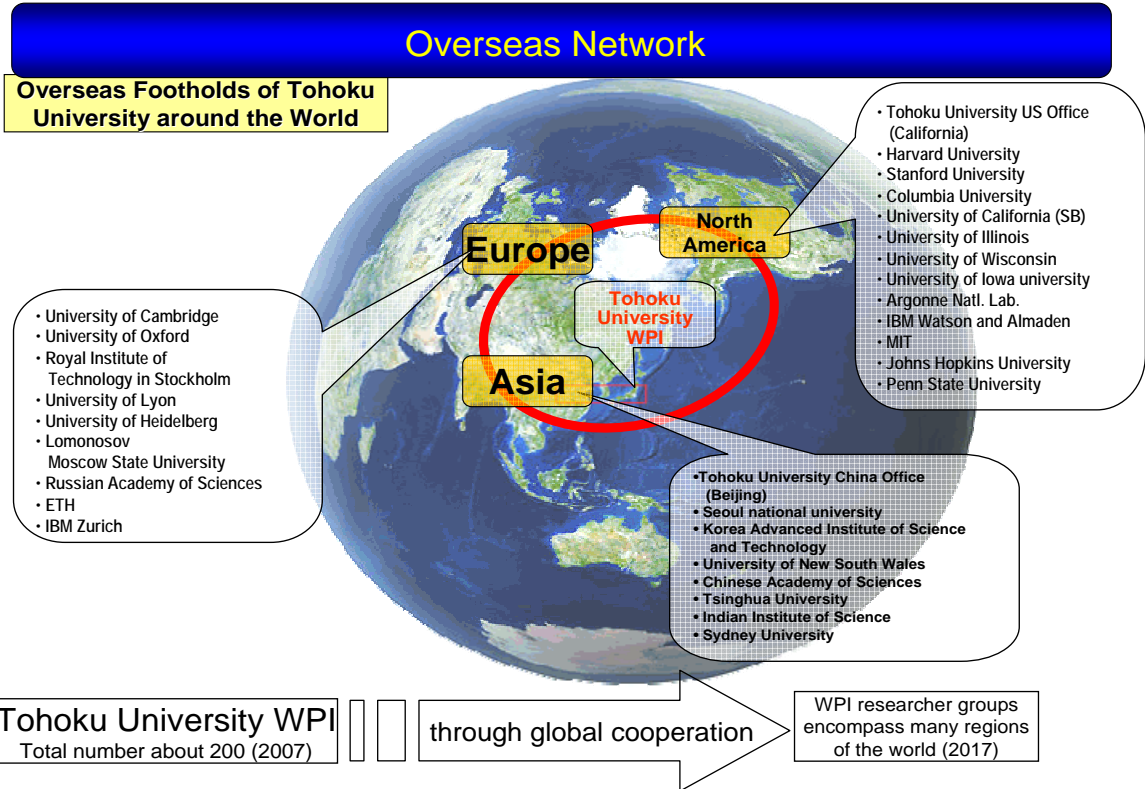 Overseas Network
Overseas Footholds of Tohoku
University around the World
・Tohoku University US Office
(California)
・Harvard University
・Stanford University
・Columbia University
・University of California (SB)
・University of Illinois
・University of Wisconsin
・University of Iowa university
・Argonne Natl. Lab.
・IBM Watson and Almaden
・MIT
・Johns Hopkins University
・Penn State University
North
America
Europe
Tohoku
University
WPI
Asia
・University of Cambridge
・University of Oxford
・Royal Institute of
Technology in Stockholm
・University of Lyon
・University of Heidelberg
・Lomonosov
Moscow State University
・Russian Academy of Sciences
・ETH
・IBM Zurich
•Tohoku University China Office
(Beijing)
• Seoul national university
• Korea Advanced Institute of Science
and Technology
• University of New South Wales
• Chinese Academy of Sciences
• Tsinghua University
• Indian Institute of Science
• Sydney University
Tohoku University WPI
Total number about 200 (2007)
through global cooperation
WPI researcher groups
encompass many regions
of the world (2017)